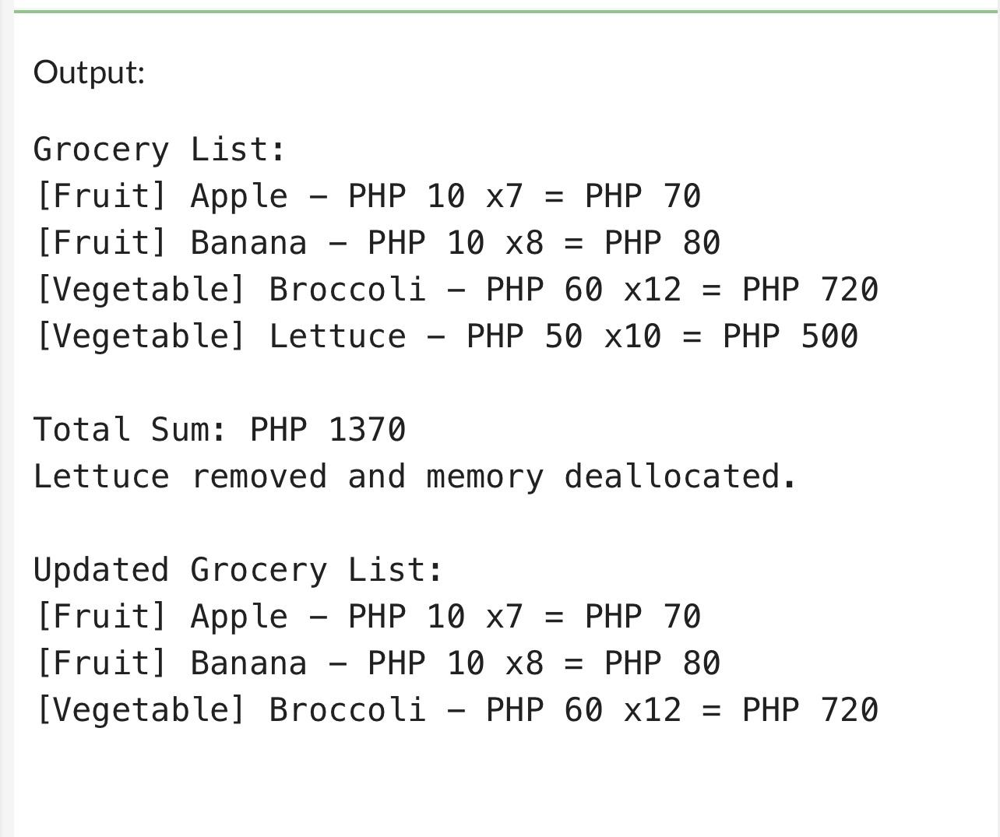 Output:
Grocery List:
[Fruit] Apple – PHP 10 x7 = PHP 70
[Fruit] Banana – PHP 10 x8 = PHP 80
[Vegetable] Broccoli – PHP 60 x12 = PHP 720
[Vegetable] Lettuce – PHP 50 x10 = PHP 500
Total Sum: PHP 1370
Lettuce removed and memory deallocated.
Updated Grocery List:
[Fruit] Apple – PHP 10 x7 = PHP 70
[Fruit] Banana – PHP 10 x8 = PHP 80
[Vegetable] Broccoli – PHP 60 x12 = PHP 720